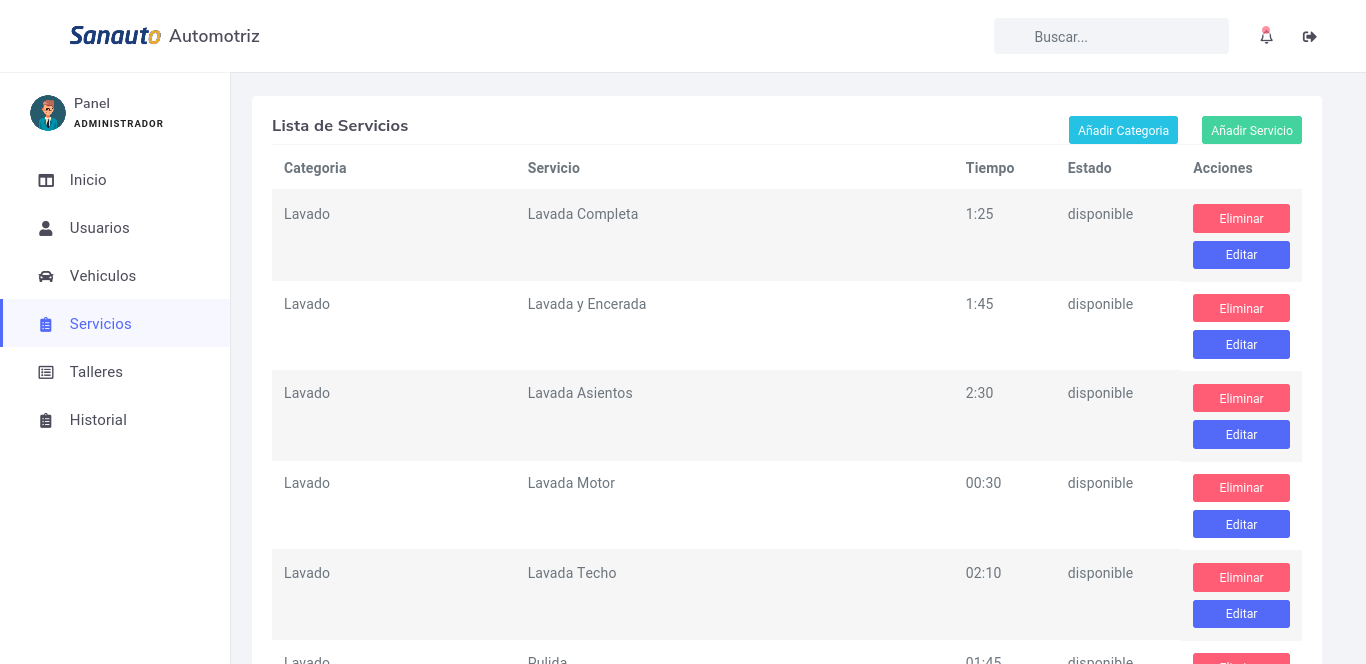 Sanauto Automotriz
Buscar...
Panel
ADMINISTRADOR
Inicio
Usuarios
Vehiculos
Servicios
Talleres
Historial
Lista de Servicios
Añadir Categoria
Añadir Servicio
Categoria Servicio Tiempo Estado Acciones
Lavado Lavada Completa 1:25 disponible Eliminar
Editar
Lavado Lavada y Encerada 1:45 disponible Eliminar
Editar
Lavado Lavada Asientos 2:30 disponible Eliminar
Editar
Lavado Lavada Motor 00:30 disponible Eliminar
Editar
Lavado Lavada Techo 02:10 disponible Eliminar
Editar
Lavado Pulida 01:45 disponible Eliminar